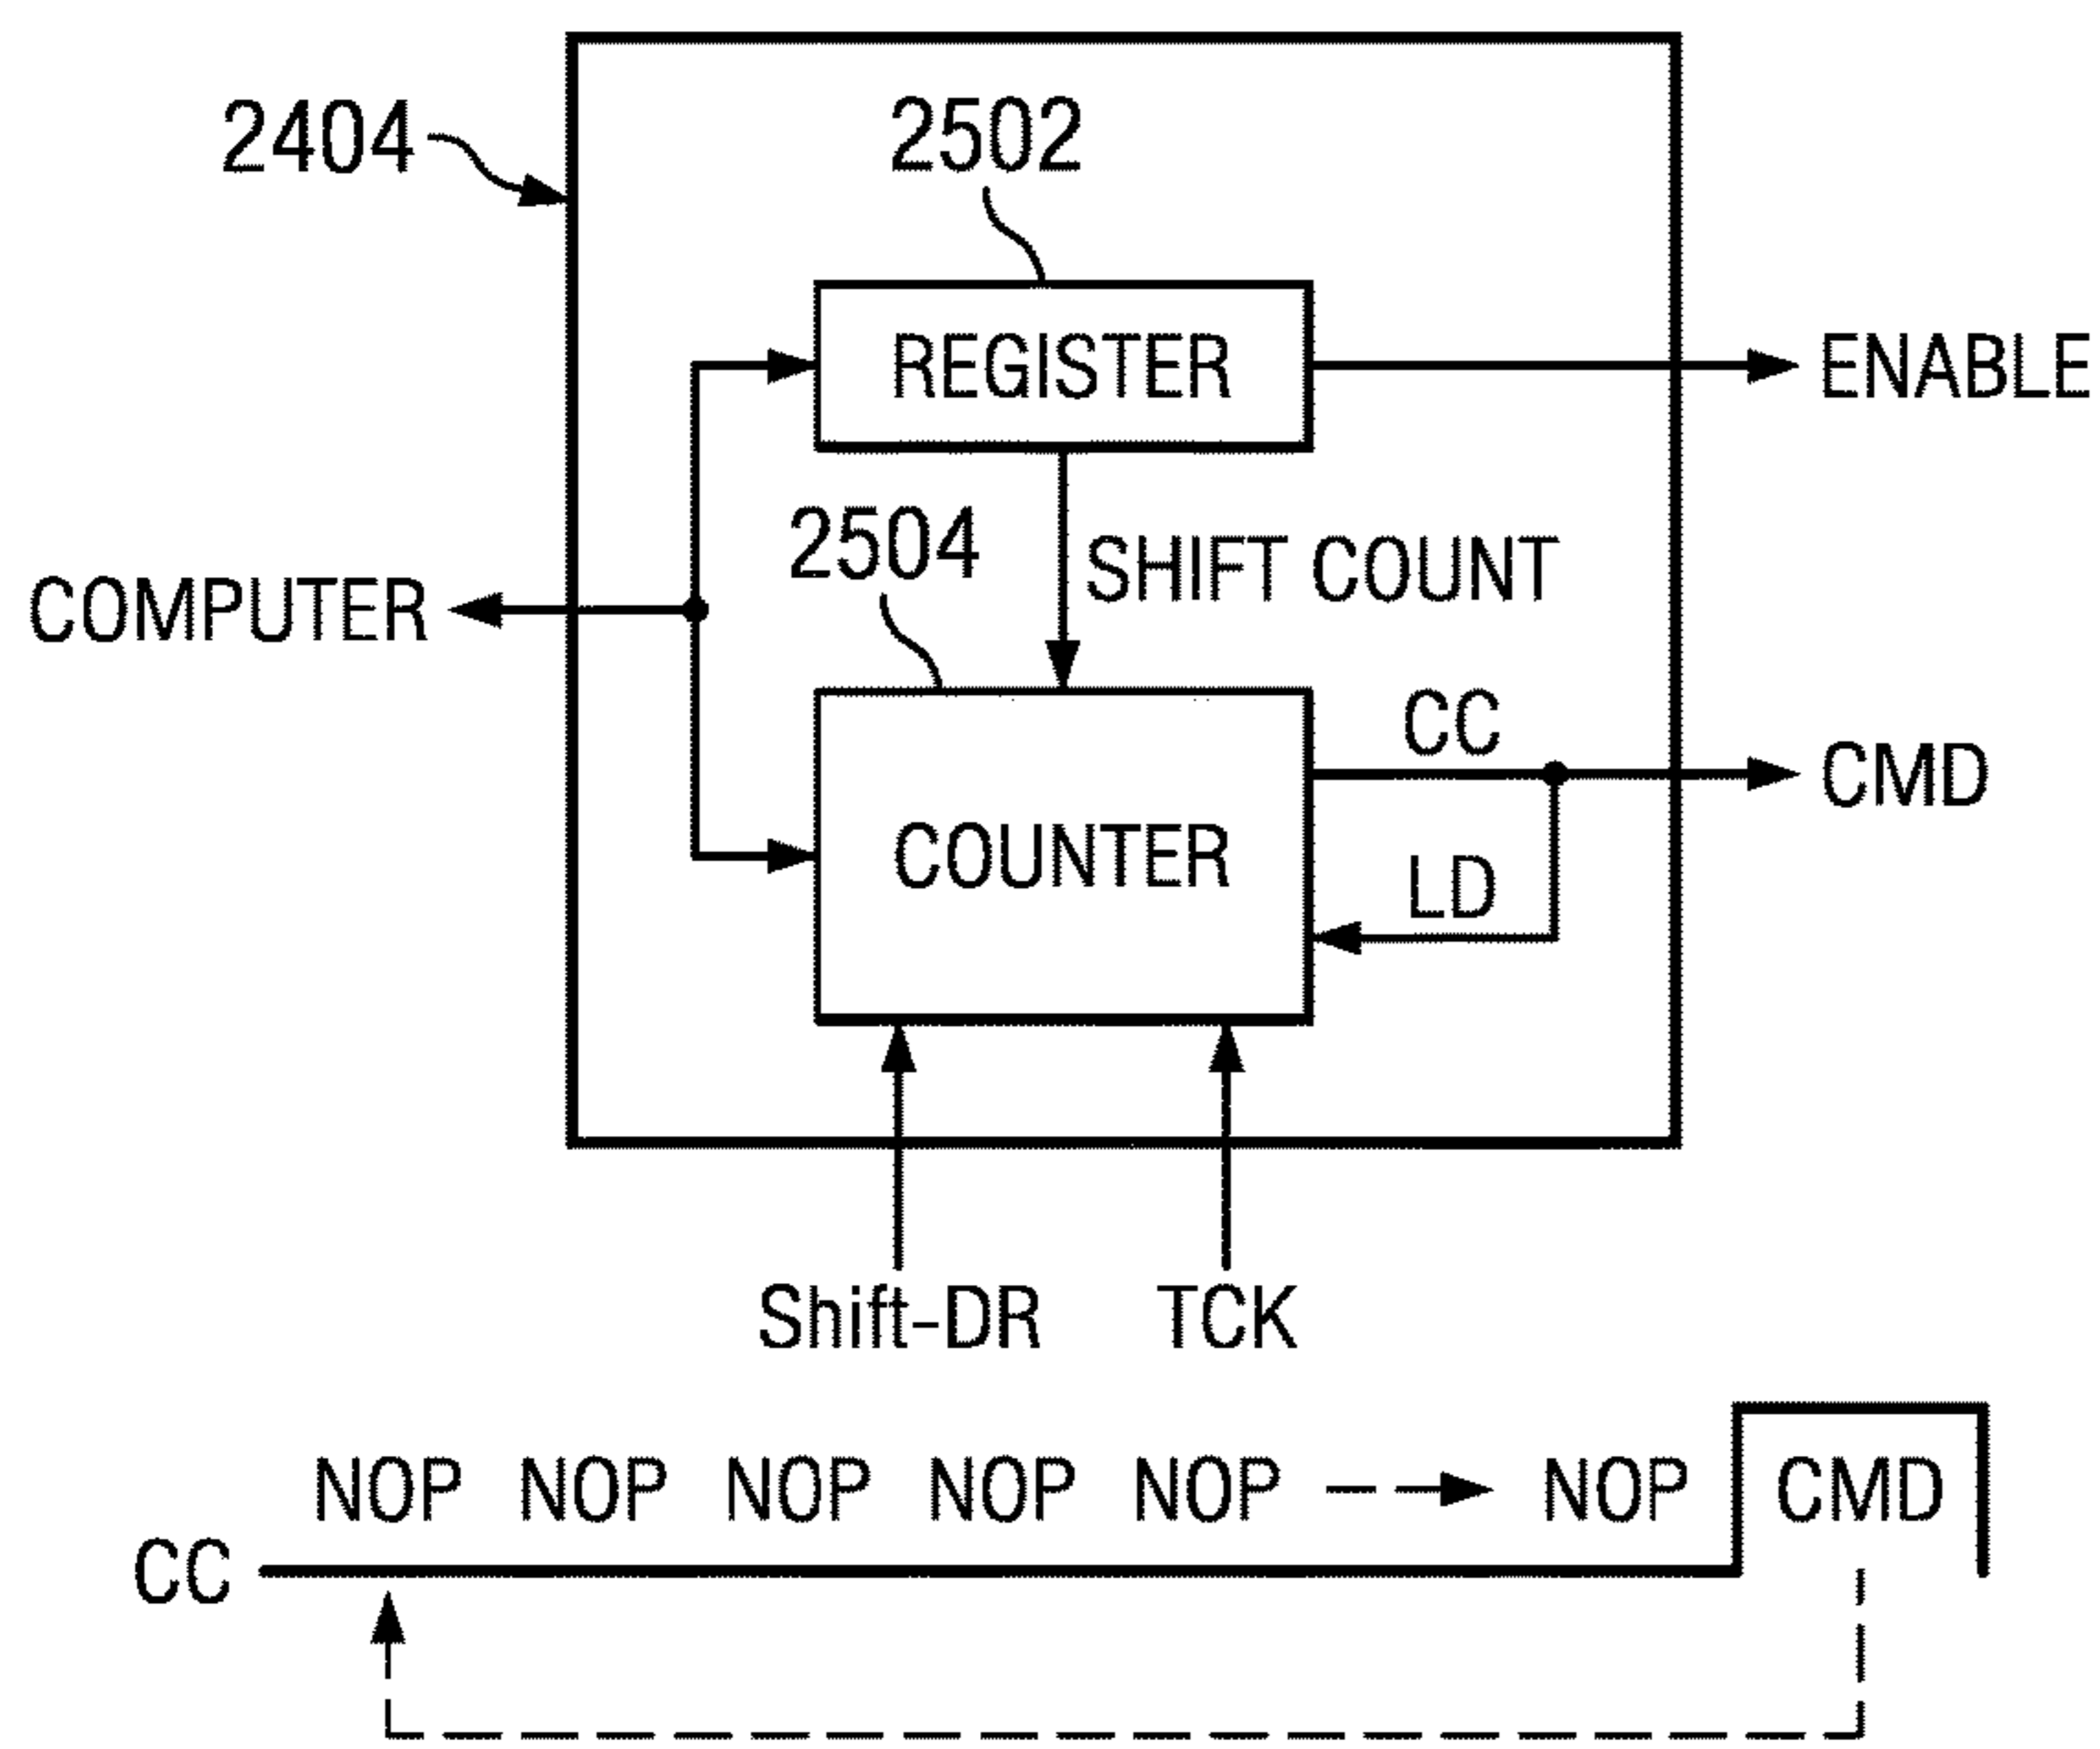 2404
2502
REGISTER
ENABLE
2504
SHIFT COUNT
COMPUTER
CC
CMD
COUNTER
LD
Shift-DR
TCK
NOP NOP NOP NOP NOP NOP CMD
CC